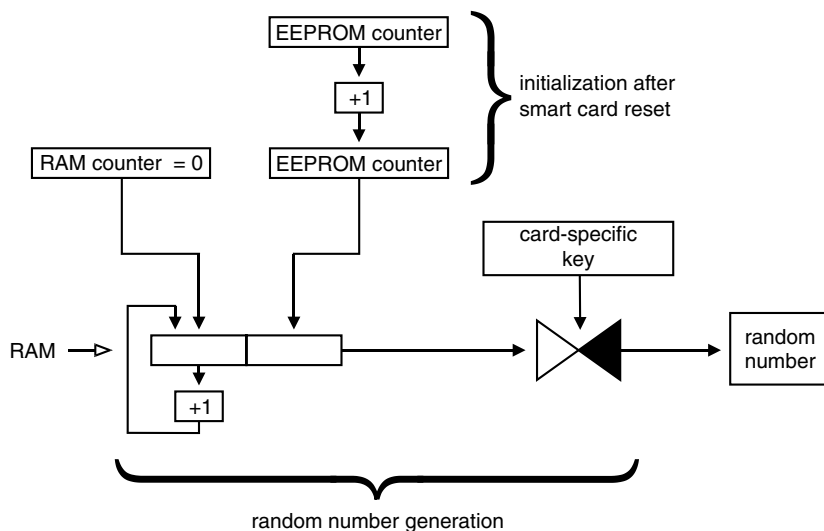 EEPROM counter
+1
initialization after
smart card reset
RAM counter = 0
EEPROM counter
card-specific
key
RAM
random
number
+1
random number generation